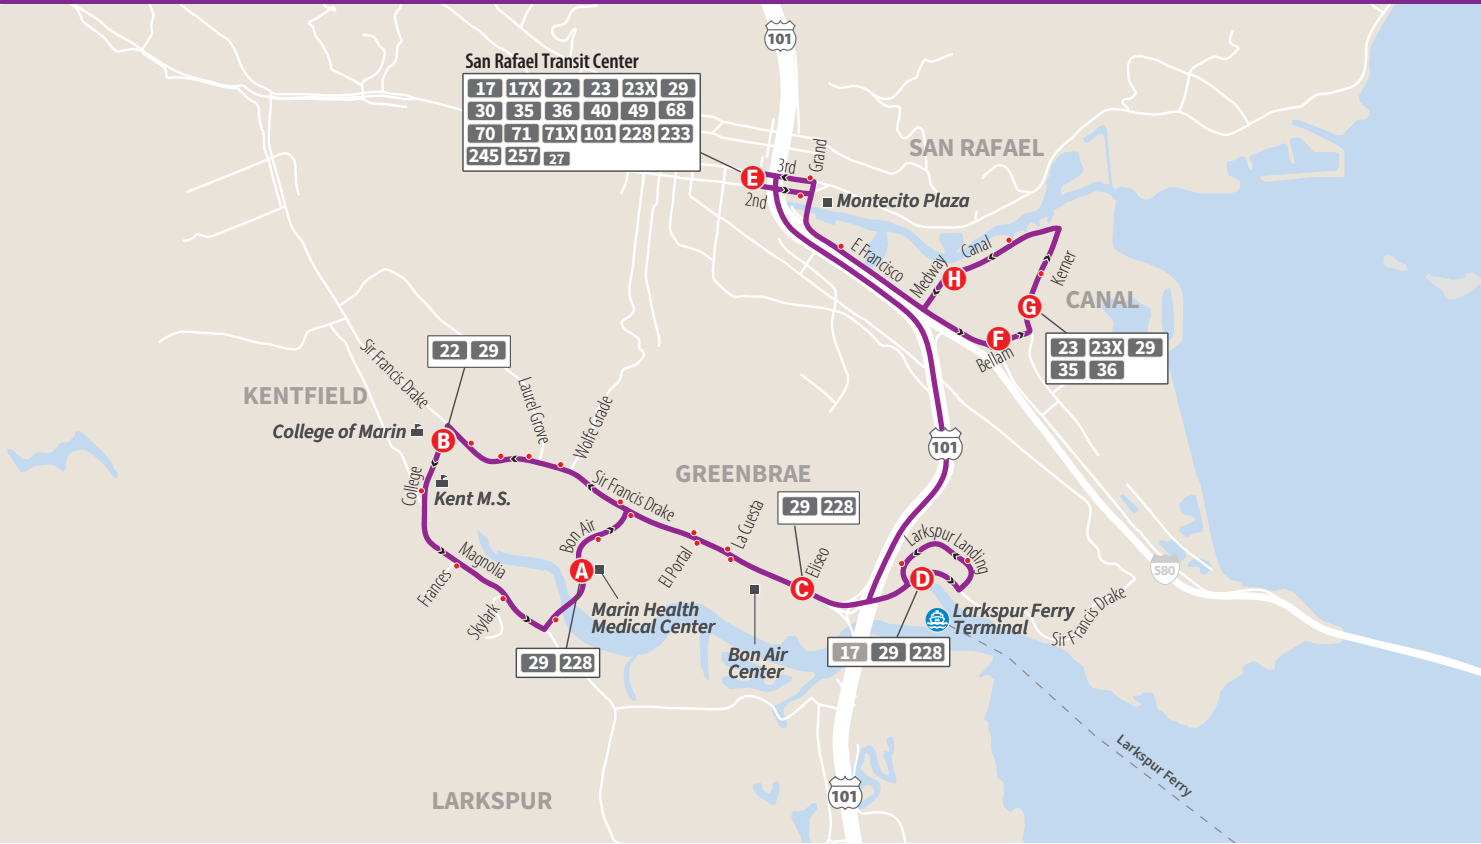 101
San Rafael Transit Center
17 17X 22 23 23X 29
30 35 36 40 49 68
70 71 71X 101 228 233
245 257 27
SAN RAFAEL
Grand
3rd
E
2nd
Montecito Plaza
E Francisco
Canal
Medway
H
Kerner
G
CANAL
F
Bellam
23 23X 29
35 36
22 29
Sir Francis Drake
KENTFIELD
College of Marin
B
Laurel Grove
Wolfe Grade
College
Kent M.S.
GREENBRAE
101
Sir Francis Drake
29 228
Bon Air
El Portal
La Cuesta
Eliseo
C
Larkspur Landing
D
580
Magnolia
Frances
Skylark
A
Marin Health
Medical Center
Bon Air
Center
Larkspur Ferry
Terminal
Sir Francis Drake
29 228
17 29 228
Larkspur Ferry
LARKSPUR
101